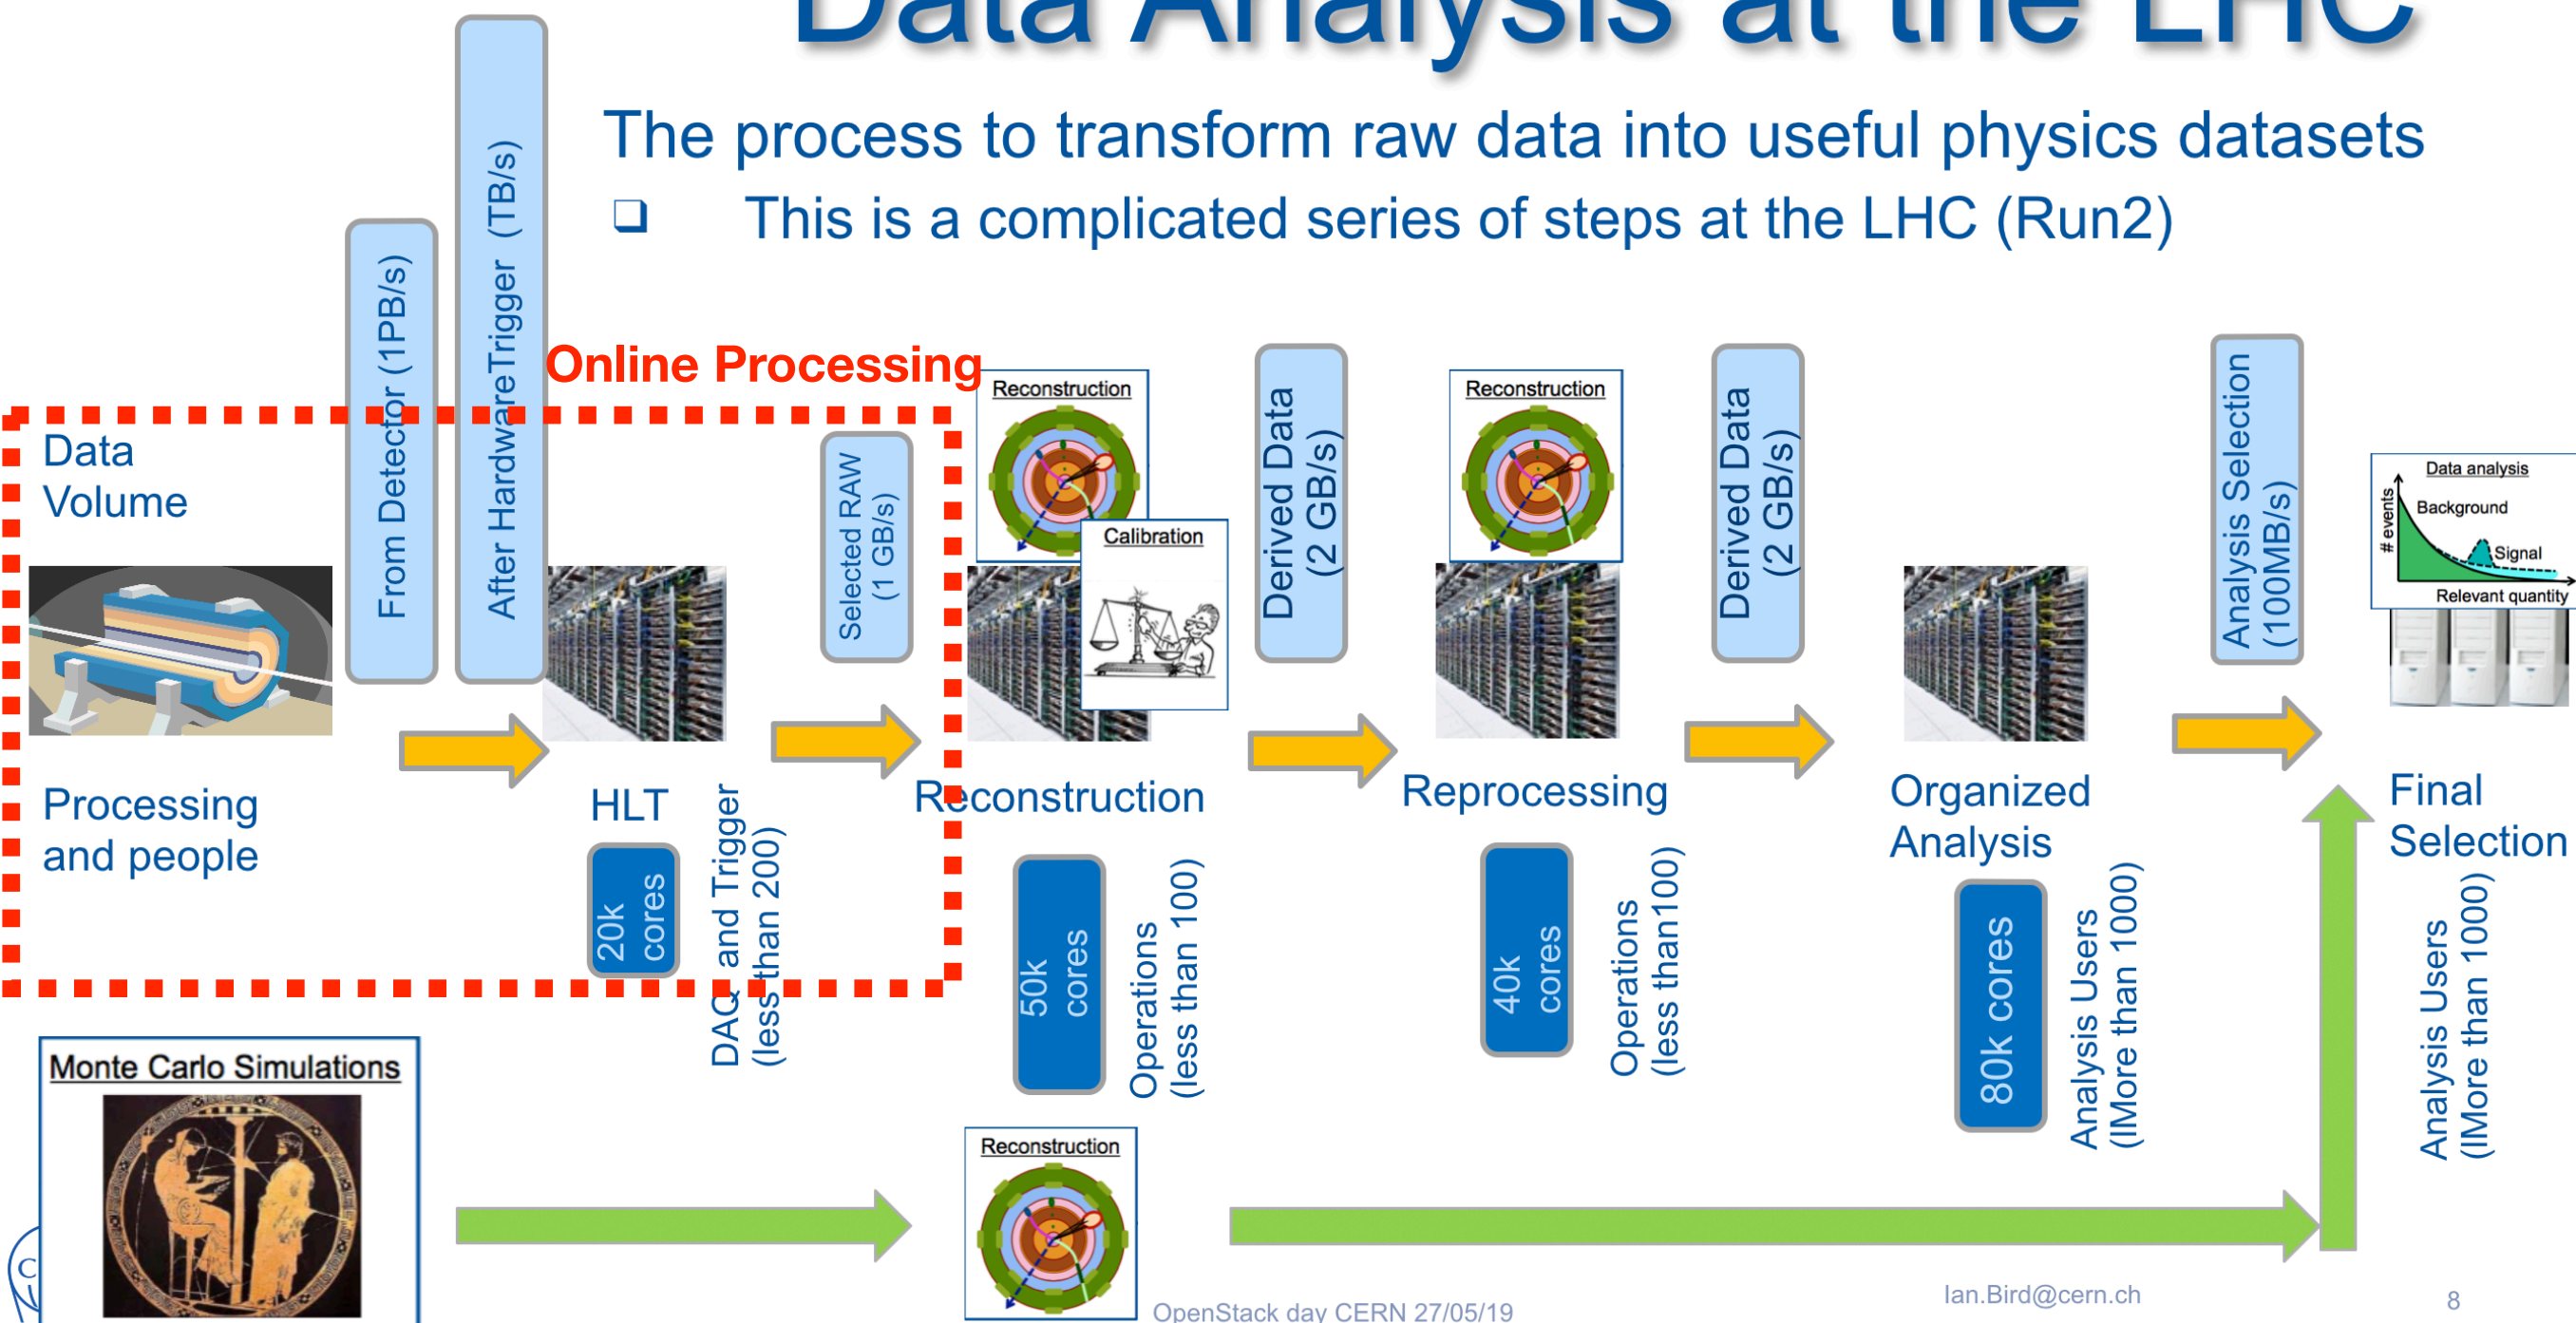 Data Analysis at the LHC
The process to transform raw data into useful physics datasets
❑ This is a complicated series of steps at the LHC (Run2)
Online Processing
Data
Volume
From Detector (1PB/s)
After HardwareTrigger (TB/s)
Selected RAW
(1 GB/s)
Reconstruction
Calibration
Derived Data
(2 GB/s)
Reconstruction
Derived Data
(2 GB/s)
Analysis Selection
(100MB/s)
Data analysis
# events
Background
Signal
Relevant quantity
Processing
and people
HLT
20k
cores
DAQ and Trigger
(less than 200)
Reconstruction
50k
cores
Operations
(less than 100)
Reprocessing
40k
cores
Operations
(less than100)
Organized
Analysis
80k cores
Analysis Users
(lMore than 1000)
Final
Selection
Analysis Users
(lMore than 1000)
Monte Carlo Simulations
Reconstruction
C
OpenStack day CERN 27/05/19
Ian.Bird@cern.ch
8